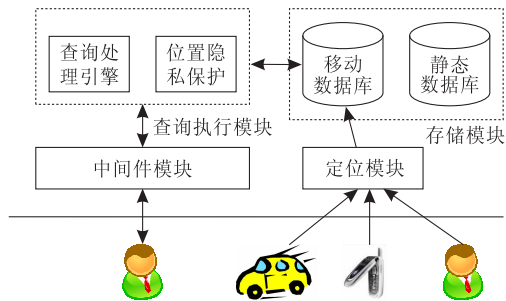 查询处
理引擎
位置隐
私保护
移动
数据库
静态
数据库
查询执行模块
存储模块
中间件模块
定位模块